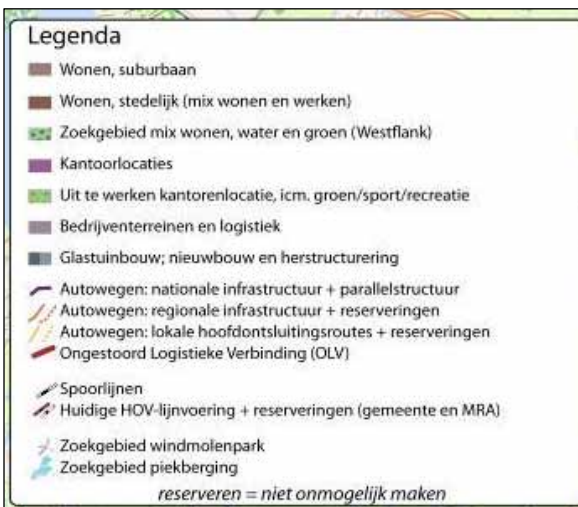 Legenda
Wonen, suburbaan
Wonen, stedelijk (mix wonen en werken)
Zoekgebied mix wonen, water en groen (Westflank)
Kantoorlocaties
Uit te werken kantorenlocatie, icm. groen/sport/recreatie
Bedrijventerreinen en logistiek
Glastuinbouw; nieuwbouw en herstructurering
Autowegen: nationale infrastructuur + parallelstructuur
Autowegen: regionale infrastructuur + reserveringen
Autowegen: lokale hoofdontsluitingsroutes + reserveringen
Ongestoord Logistieke Verbinding (OLV)
Spoorlijnen
Huidige HOV-lijnvoering + reserveringen (gemeente en MRA)
Zoekgebied windmolenpark
Zoekgebied piekberging
reserveren = niet onmogelijk maken